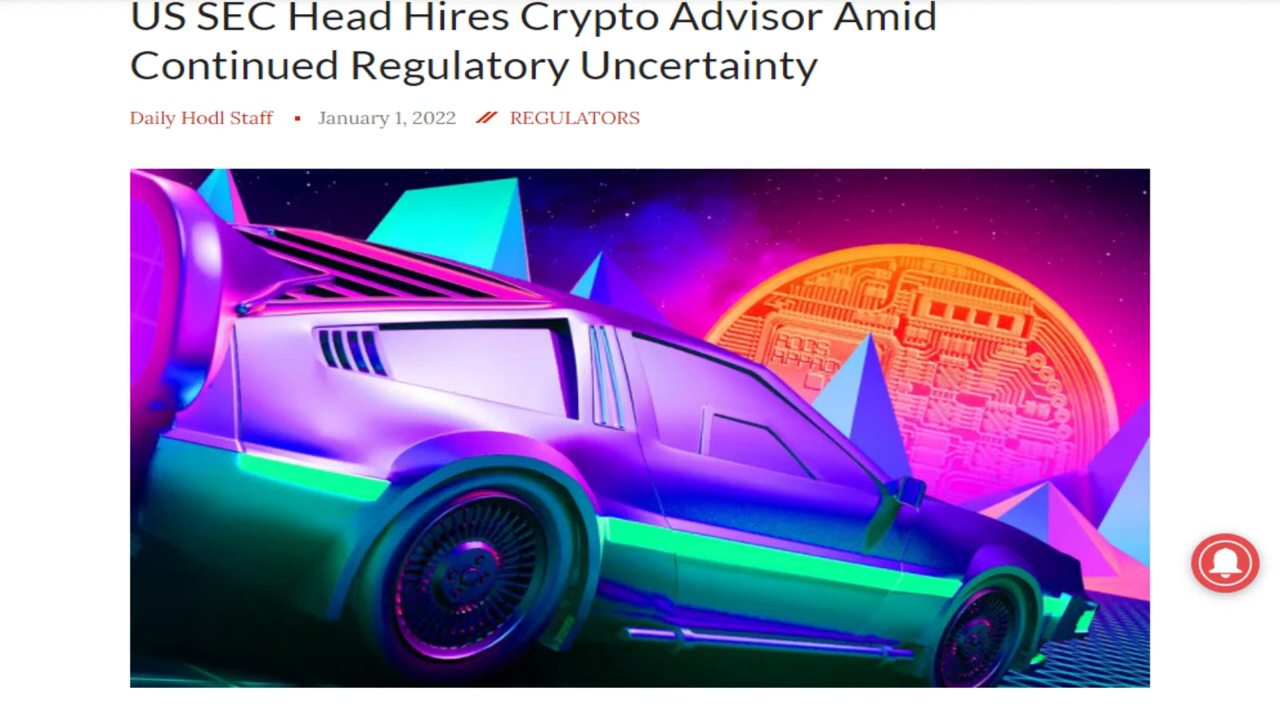 US SEC Head Hires Crypto Advisor Amid
Continued Regulatory Uncertainty
Daily Hodl Staff ▪ January 1, 2022 // REGULATORS